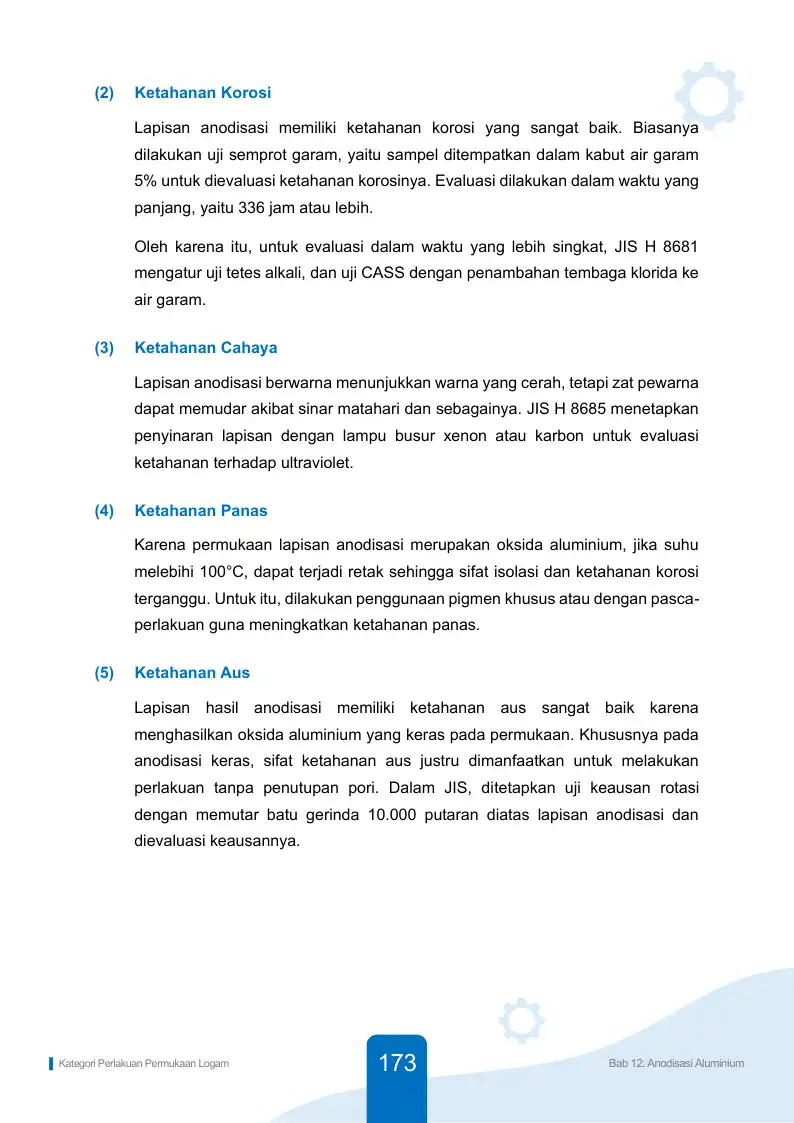 (2) Ketahanan Korosi
Lapisan anodisasi memiliki ketahanan korosi yang sangat baik. Biasanya
dilakukan uji semprot garam, yaitu sampel ditempatkan dalam kabut air garam
5% untuk dievaluasi ketahanan korosinya. Evaluasi dilakukan dalam waktu yang
panjang, yaitu 336 jam atau lebih.
Oleh karena itu, untuk evaluasi dalam waktu yang lebih singkat, JIS H 8681
mengatur uji tetes alkali, dan uji CASS dengan penambahan tembaga klorida ke
air garam.
(3) Ketahanan Cahaya
Lapisan anodisasi berwarna menunjukkan warna yang cerah, tetapi zat pewarna
dapat memudar akibat sinar matahari dan sebagainya. JIS H 8685 menetapkan
penyinaran lapisan dengan lampu busur xenon atau karbon untuk evaluasi
ketahanan terhadap ultraviolet.
(4) Ketahanan Panas
Karena permukaan lapisan anodisasi merupakan oksida aluminium, jika suhu
melebihi 100°C, dapat terjadi retak sehingga sifat isolasi dan ketahanan korosi
terganggu. Untuk itu, dilakukan penggunaan pigmen khusus atau dengan pasca-
perlakuan guna meningkatkan ketahanan panas.
(5) Ketahanan Aus
Lapisan hasil anodisasi memiliki ketahanan aus sangat baik karena
menghasilkan oksida aluminium yang keras pada permukaan. Khususnya pada
anodisasi keras, sifat ketahanan aus justru dimanfaatkan untuk melakukan
perlakuan tanpa penutupan pori. Dalam JIS, ditetapkan uji keausan rotasi
dengan memutar batu gerinda 10.000 putaran diatas lapisan anodisasi dan
dievaluasi keausannya.
Kategori Perlakuan Permukaan Logam
173
Bab 12: Anodisasi Aluminium